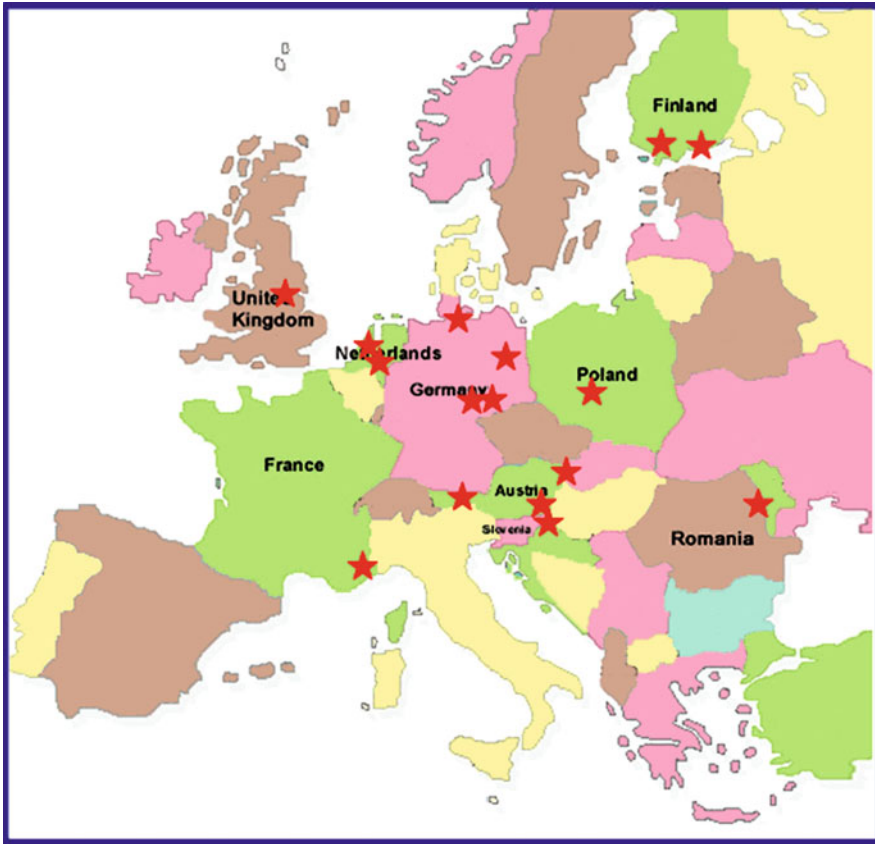 Finland
United
Kingdom
Netherlands
Germany
Poland
France
Austria
Slovenia
Romania